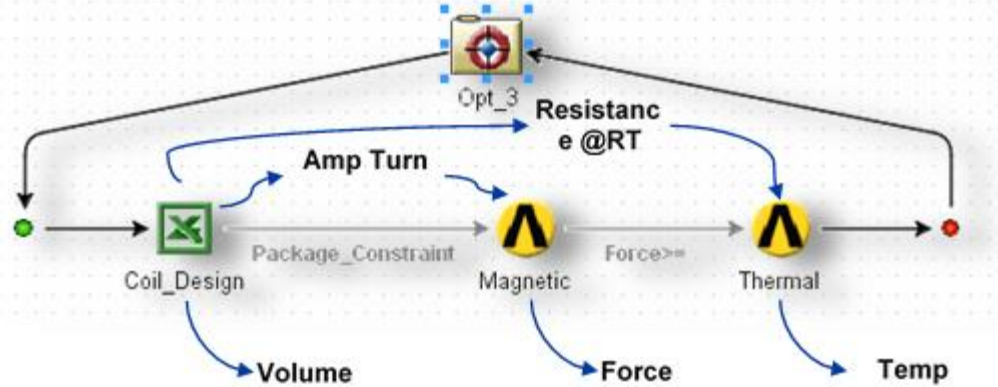 Opt_3
Resistanc
e @RT
Amp Turn
Package_Constraint
Force>=
Coil_Design
Magnetic
Thermal
Volume
Force
Temp